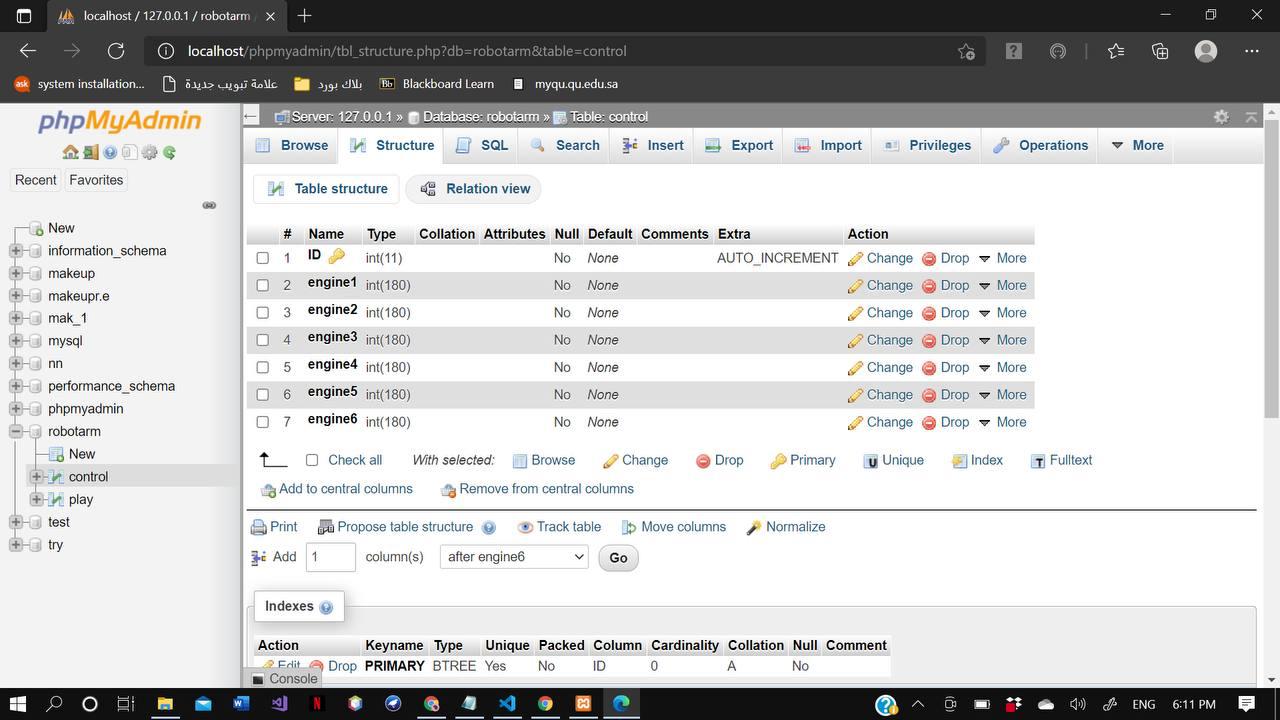 localhost / 127.0.0.1 / robotarm /
localhost/phpmyadmin/tbl_structure.php?db=robotarm&table=control
ask system installation... علامة تبويب جديدة بلاك بورد Bb Blackboard Learn myqu.qu.edu.sa
phpMyAdmin
Recent Favorites
New
information_schema
makeup
makeupr.e
mak_1
mysql
nn
performance_schema
phpmyadmin
robotarm
New
control
play
test
try
Server: 127.0.0.1 » Database: robotarm » Table: control
Browse Structure SQL Search Insert Export Import Privileges Operations More
Table structure Relation view
# Name Type Collation Attributes Null Default Comments Extra Action
1 ID int(11) No None AUTO_INCREMENT Change Drop More
2 engine1 int(180) No None Change Drop More
3 engine2 int(180) No None Change Drop More
4 engine3 int(180) No None Change Drop More
5 engine4 int(180) No None Change Drop More
6 engine5 int(180) No None Change Drop More
7 engine6 int(180) No None Change Drop More
Check all With selected: Browse Change Drop Primary Unique Index Fulltext
Add to central columns Remove from central columns
Print Propose table structure Track table Move columns Normalize
Add 1 column(s) after engine6 Go
Indexes
Action Keyname Type Unique Packed Column Cardinality Collation Null Comment
Edit Drop PRIMARY BTREE Yes No ID 0 A No
Console
ENG 6:11 PM